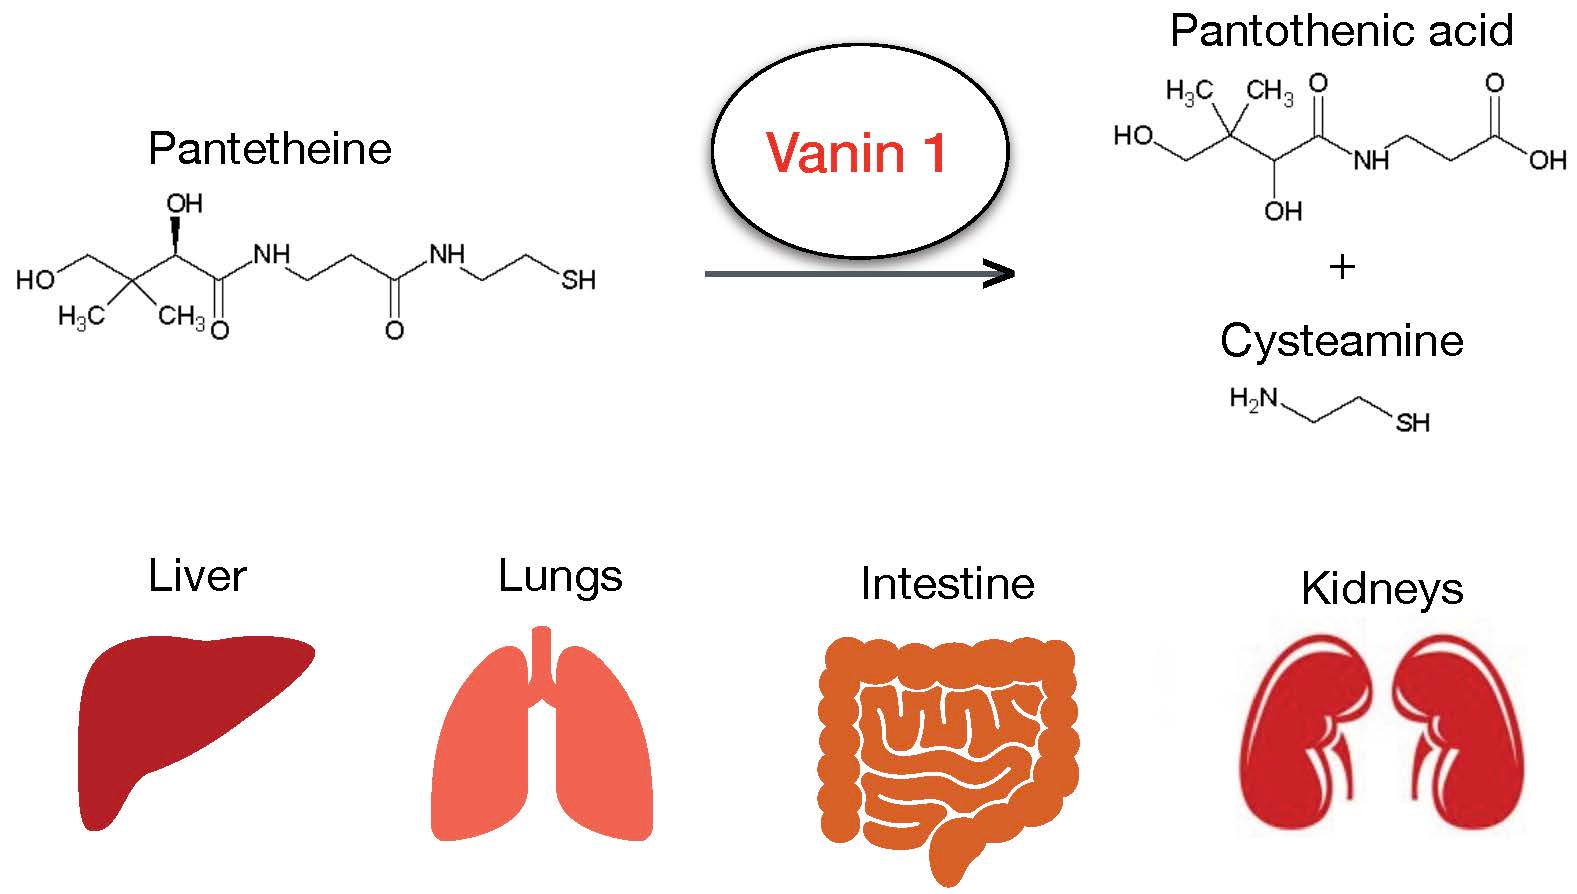 Pantetheine
OH
HO
H₃C
CH₃
O
NH
O
NH
SH
Vanin 1
Pantothenic acid
H₃C
CH₃
O
O
HO
NH
OH
OH
+
Cysteamine
H₂N
SH
Liver
Lungs
Intestine
Kidneys